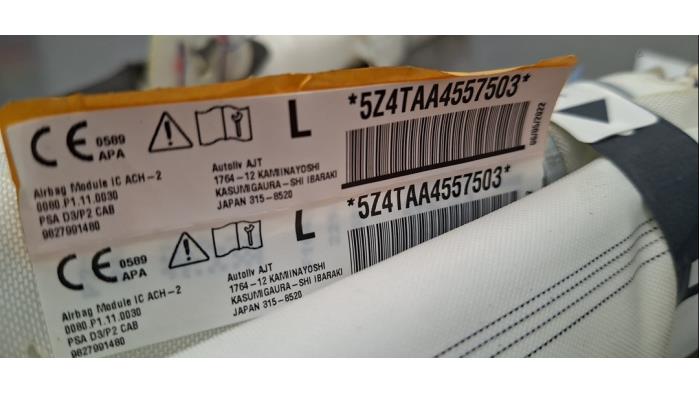 CE 0589
APA
L
*5Z4TAA4557503*
06/05/2022
Airbag Module IC ACH-2
0080.P1.11.0030
PSA D3/P2 CAB
9827991480
Autoliv AJT
1764-12 KAMINAYOSHI
KASUMIGAURA-SHI IBARAKI
JAPAN 315-8520
CE 0589
APA
L
*5Z4TAA4557503*
Airbag Module IC ACH-2
0080.P1.11.0030
PSA D3/P2 CAB
9827991480
Autoliv AJT
1764-12 KAMINAYOSHI
KASUMIGAURA-SHI IBARAKI
JAPAN 315-8520